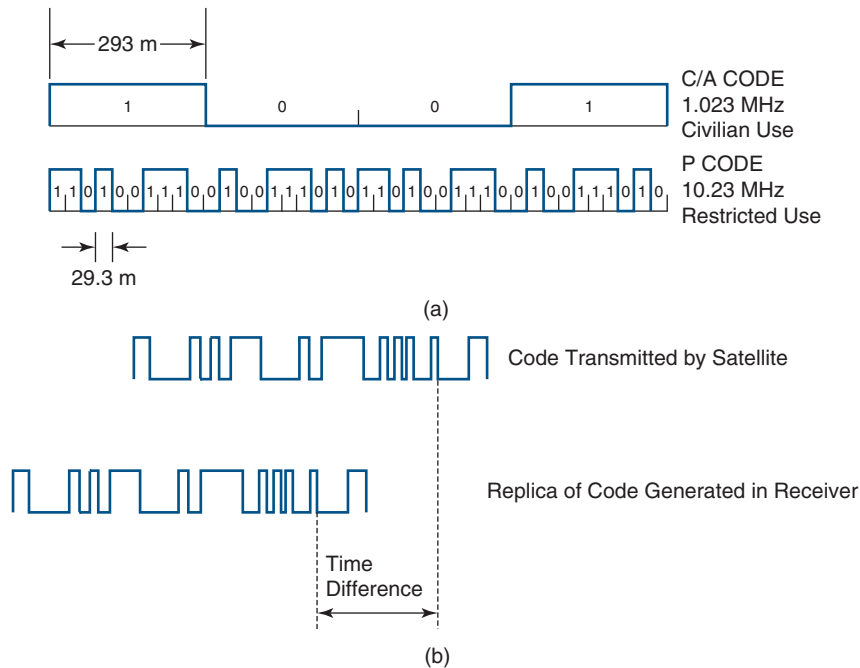 293 m
1 0 0 1
C/A CODE
1.023 MHz
Civilian Use
1 1 0 1 0 0 1 1 1 0 0 1 0 0 1 1 1 0 1 0 1 1 0 1 0 0 1 1 1 0 0 1 0 0 1 1 1 0 1 0
P CODE
10.23 MHz
Restricted Use
29.3 m
(a)
Code Transmitted by Satellite
Replica of Code Generated in Receiver
Time
Difference
(b)